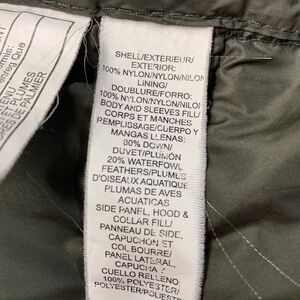 SHELL/EXTERIEUR/
EXTERIOR:
100% NYLON/NYLON/NILON
LINING/
DOUBLURE/FORRO:
100% NYLON/NYLON/NILON
BODY AND SLEEVES FILL/
CORPS ET MANCHES
REMPLISSAGE/CUERPO Y
MANGAS LLENAS:
80% DOWN/
DUVET/PLUMÓN
20% WATERFOWL
FEATHERS/PLUMES
D'OISEAUX AQUATIQUE
PLUMAS DE AVES
ACUATICAS
SIDE PANEL, HOOD &
COLLAR FILL/
PANNEAU DE SIDE,
CAPUCHON ET
COL BOURRE/
PANEL LATERAL,
CAPUCHA Y
CUELLO RELLENO:
100% POLYESTER/
POLYESTER/POLIESTER